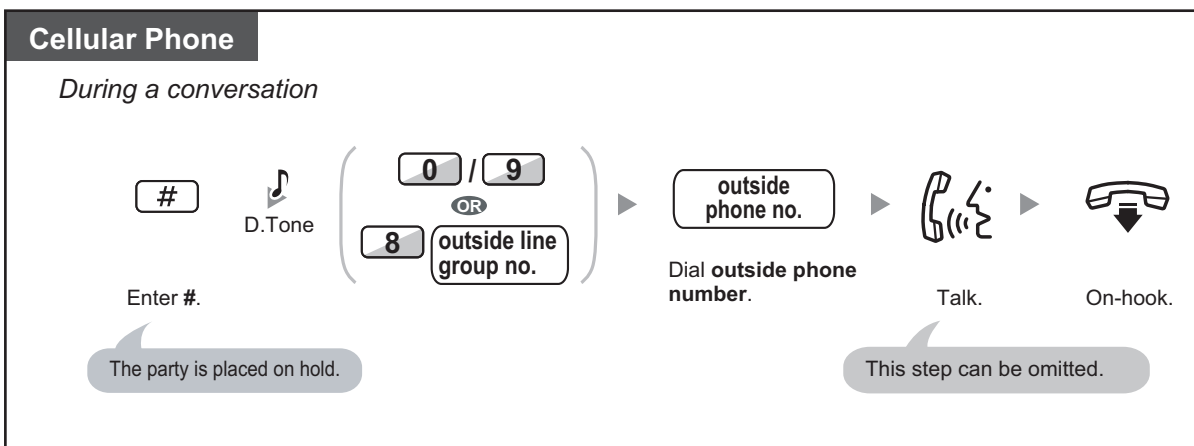 Cellular Phone
During a conversation
#
D.Tone
0 / 9
OR
8 outside line
group no.
outside
phone no.
Enter #.
Dial outside phone
number.
Talk.
On-hook.
The party is placed on hold.
This step can be omitted.